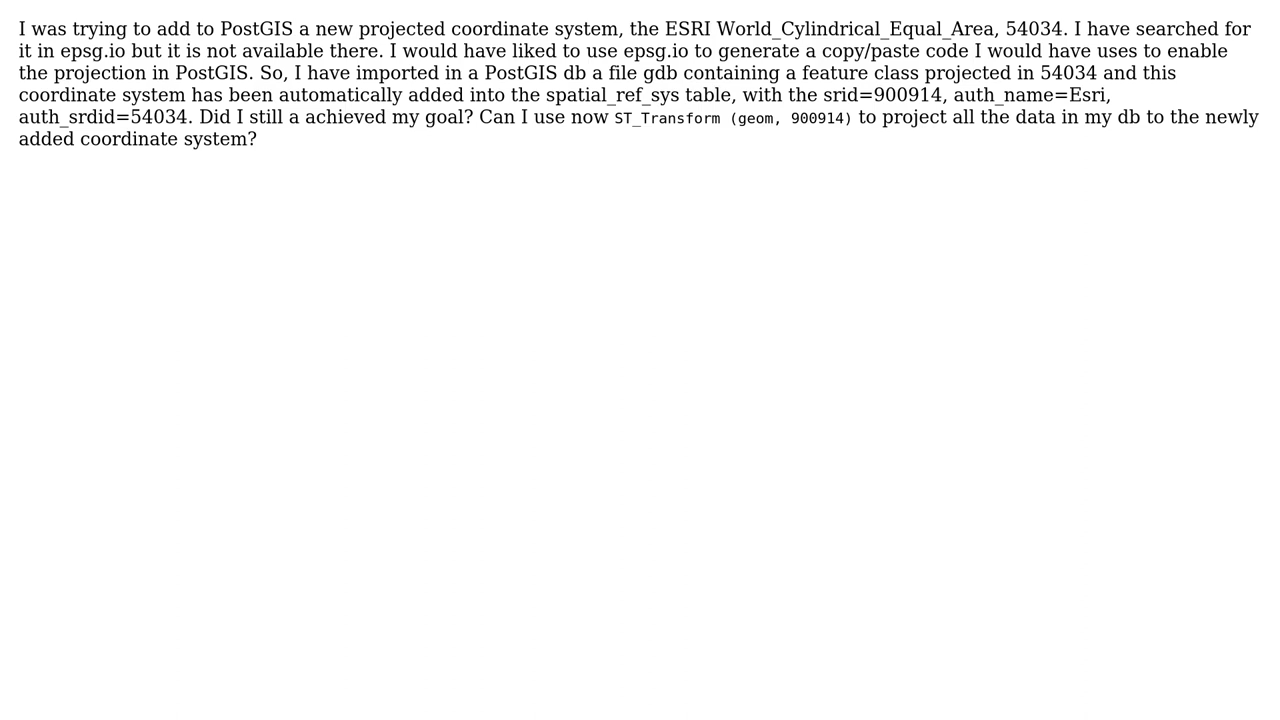 I was trying to add to PostGIS a new projected coordinate system, the ESRI World_Cylindrical_Equal_Area, 54034. I have searched for
it in epsg.io but it is not available there. I would have liked to use epsg.io to generate a copy/paste code I would have uses to enable
the projection in PostGIS. So, I have imported in a PostGIS db a file gdb containing a feature class projected in 54034 and this
coordinate system has been automatically added into the spatial_ref_sys table, with the srid=900914, auth_name=Esri,
auth_srdid=54034. Did I still a achieved my goal? Can I use now ST_Transform (geom, 900914) to project all the data in my db to the newly
added coordinate system?